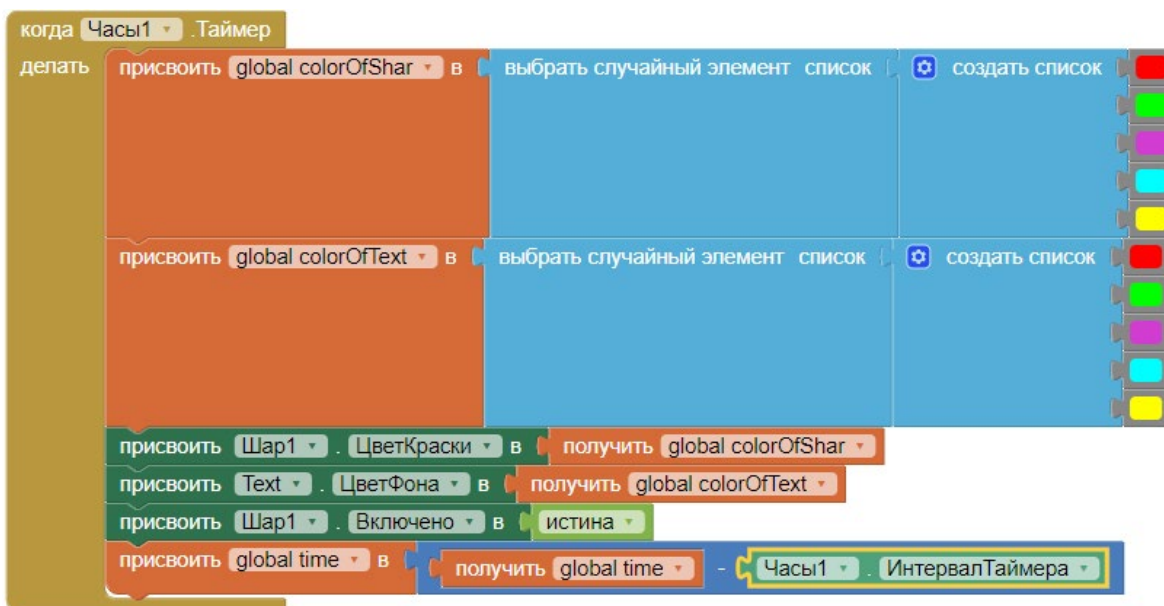 когда Часы1 .Таймер
делать присвоить global colorOfShar в выбрать случайный элемент список создать список
присвоить global colorOfText в выбрать случайный элемент список создать список
присвоить Шар1 . ЦветКраски в получить global colorOfShar
присвоить Text . ЦветФона в получить global colorOfText
присвоить Шар1 . Включено в истина
присвоить global time в получить global time - Часы1 . ИнтервалТаймера